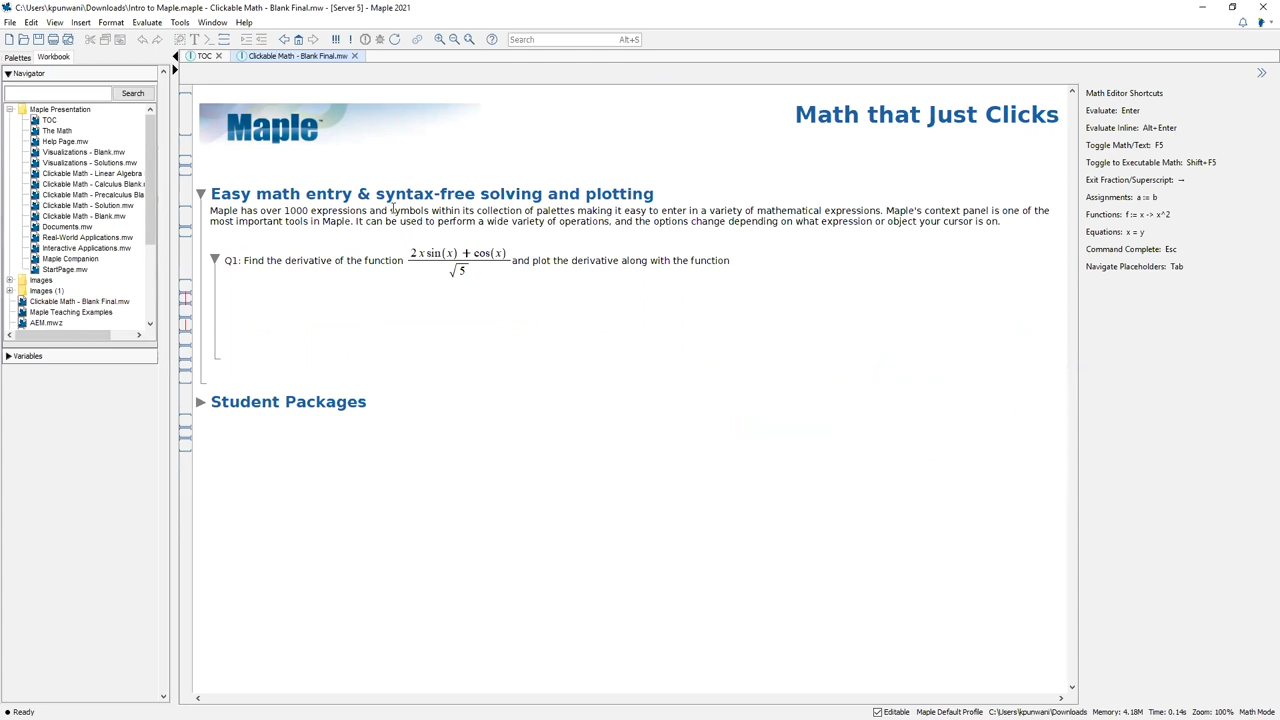 C:\Users\kpunwani\Downloads\Intro to Maple.maple - Clickable Math - Blank Final.mw* - [Server 5] - Maple 2021
File Edit View Insert Format Evaluate Tools Window Help
Search Alt+S
Palettes Workbook
TOC Clickable Math - Blank Final.mw
Navigator
Search
Maple Presentation
TOC
The Math
Help Page.mw
Visualizations - Blank.mw
Visualizations - Solutions.mw
Clickable Math - Linear Algebra
Clickable Math - Calculus Blank.
Clickable Math - Precalculus Bla
Clickable Math - Solution.mw
Clickable Math - Blank.mw
Documents.mw
Real-World Applications.mw
Interactive Applications.mw
Maple Companion
StartPage.mw
Images
Images (1)
Clickable Math - Blank Final.mw
Maple Teaching Examples
AEM.mwz
Variables
Maple™
Math that Just Clicks
Easy math entry & syntax-free solving and plotting
Maple has over 1000 expressions and symbols within its collection of palettes making it easy to enter in a variety of mathematical expressions. Maple's context panel is one of the
most important tools in Maple. It can be used to perform a wide variety of operations, and the options change depending on what expression or object your cursor is on.
Q1: Find the derivative of the function (2 x sin(x) + cos(x))/√5 and plot the derivative along with the function
Student Packages
Math Editor Shortcuts
Evaluate: Enter
Evaluate Inline: Alt+Enter
Toggle Math/Text: F5
Toggle to Executable Math: Shift+F5
Exit Fraction/Superscript: →
Assignments: a := b
Functions: f := x -> x^2
Equations: x = y
Command Complete: Esc
Navigate Placeholders: Tab
Ready
Editable Maple Default Profile C:\Users\kpunwani\Downloads Memory: 4.18M Time: 0.14s Zoom: 100% Math Mode